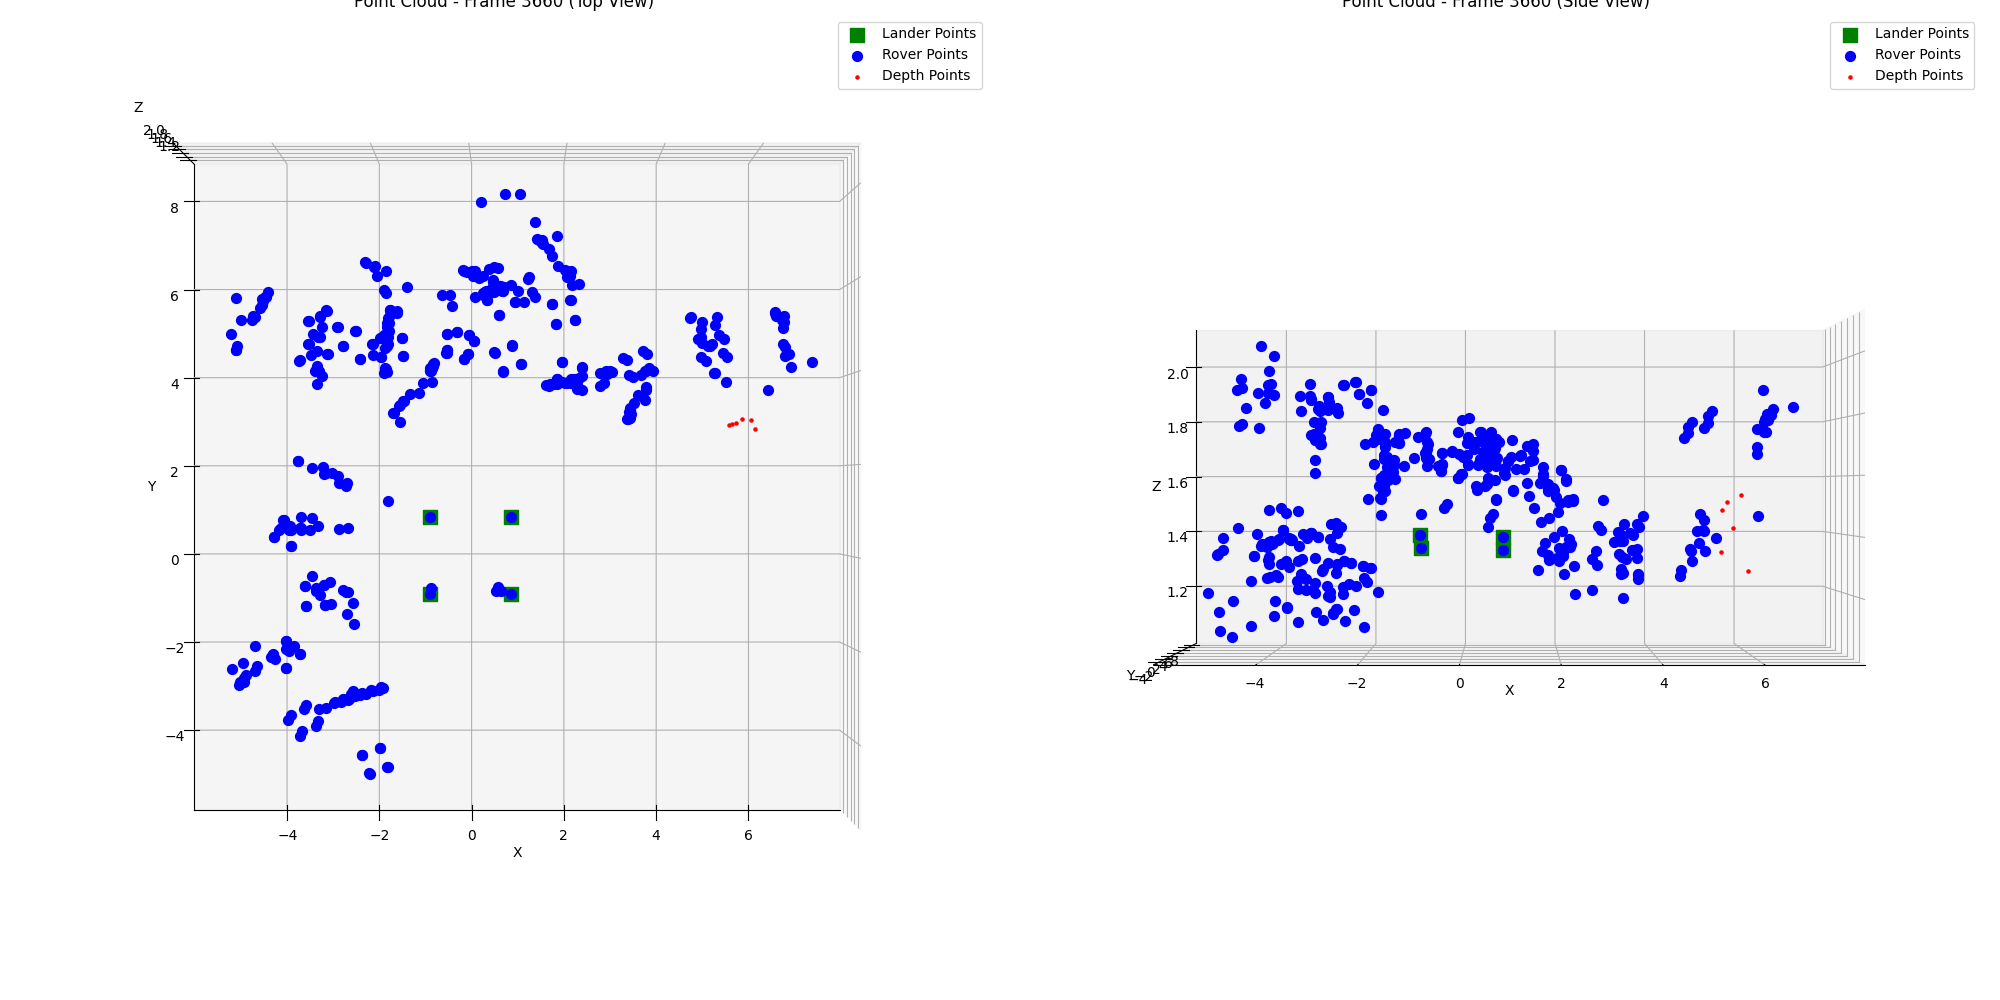 Point Cloud - Frame 3660 (Top View)
Lander Points
Rover Points
Depth Points
Z
2.0
8
6
4
2
0
−2
−4
Y
−4
−2
0
2
4
6
X
Point Cloud - Frame 3660 (Side View)
Lander Points
Rover Points
Depth Points
2.0
1.8
1.6
1.4
1.2
Z
Y
−4
−2
0
2
4
6
X